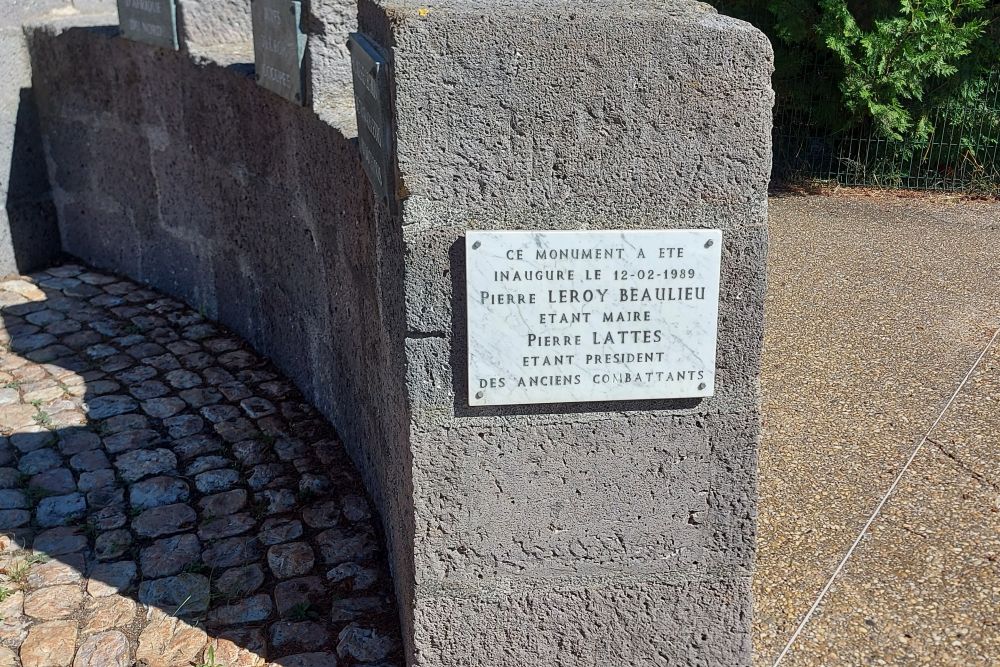 CE MONUMENT A ETE
INAUGURE LE 12-02-1989
PIERRE LEROY BEAULIEU
ETANT MAIRE
PIERRE LATTES
ETANT PRESIDENT
DES ANCIENS COMBATTANTS